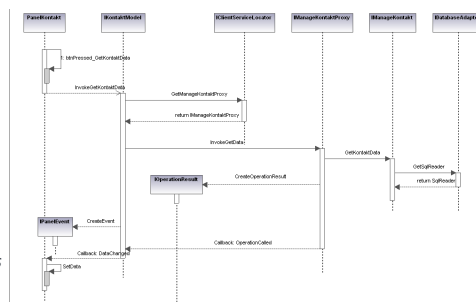 PanelKontakt
IKontaktModel
IClientServiceLocator
IManageKontaktProxy
IManageKontakt
IDatabaseAdapt
1: btnPressed_GetKontaktData
InvokeGetKontaktData
GetManageKontaktProxy
return IManageKontaktProxy
InvokeGetData
GetKontaktData
GetSqlReader
return SqlReader
IOperationResult
CreateOperationResult
IPanelEvent
CreateEvent
Callback: OperationCalled
Callback: DataChanged
SetData